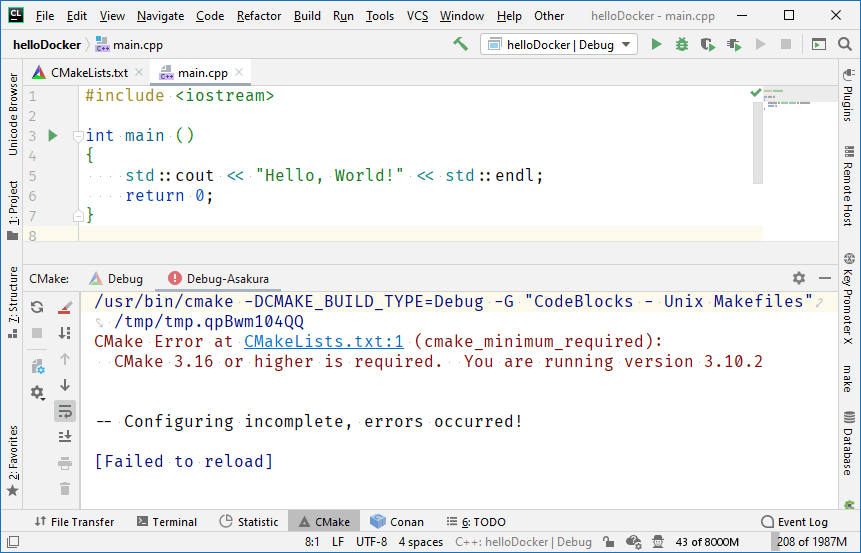 CL File Edit View Navigate Code Refactor Build Run Tools VCS Window Help Other helloDocker - main.cpp
helloDocker main.cpp helloDocker | Debug
CMakeLists.txt main.cpp
Unicode Browser
1: Project
7: Structure
2: Favorites
1 #include <iostream>
2
3 int main ()
4 {
5 std::cout << "Hello, World!" << std::endl;
6 return 0;
7 }
8
Plugins
Remote Host
Key Promoter X
make
Database
CMake: Debug Debug-Asakura
/usr/bin/cmake -DCMAKE_BUILD_TYPE=Debug -G "CodeBlocks - Unix Makefiles"
/tmp/tmp.qpBwm104QQ
CMake Error at CMakeLists.txt:1 (cmake_minimum_required):
CMake 3.16 or higher is required. You are running version 3.10.2
-- Configuring incomplete, errors occurred!
[Failed to reload]
File Transfer Terminal Statistic CMake Conan 6: TODO Event Log
8:1 LF UTF-8 4 spaces C++: helloDocker | Debug 43 of 8000M 208 of 1987M